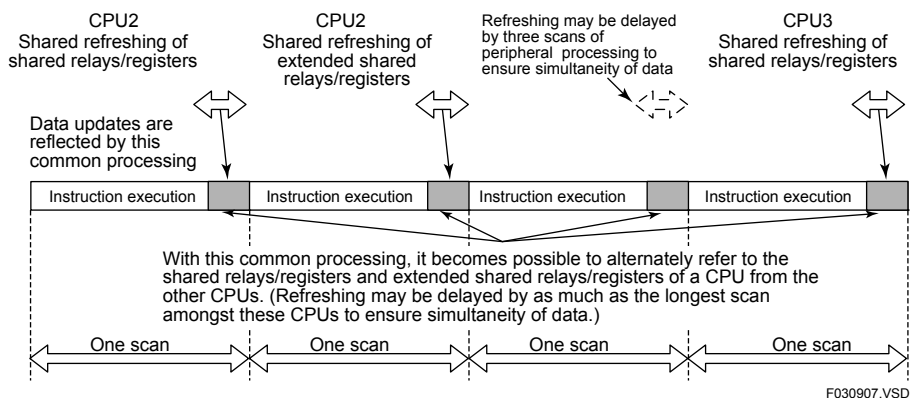 CPU2
Shared refreshing of
shared relays/registers
CPU2
Shared refreshing of
extended shared
relays/registers
Refreshing may be delayed
by three scans of
peripheral processing to
ensure simultaneity of data
CPU3
Shared refreshing of
shared relays/registers
Data updates are
reflected by this
common processing
Instruction execution
Instruction execution
Instruction execution
Instruction execution
With this common processing, it becomes possible to alternately refer to the
shared relays/registers and extended shared relays/registers of a CPU from the
other CPUs. (Refreshing may be delayed by as much as the longest scan
amongst these CPUs to ensure simultaneity of data.)
One scan
One scan
One scan
One scan
F030907.VSD